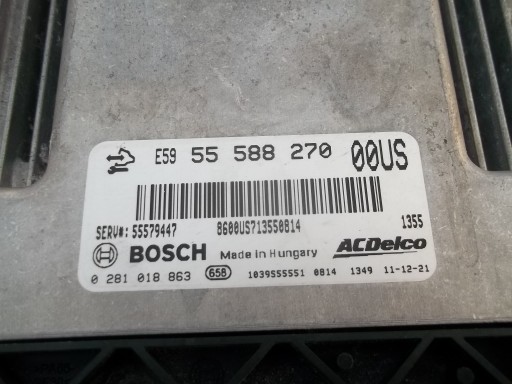 E59 55 588 270 00US
SERV#: 55579447 8600US713550814 1355
BOSCH Made in Hungary ACDelco
0 281 018 863 658 1039S55551 0814 1349 11-12-21